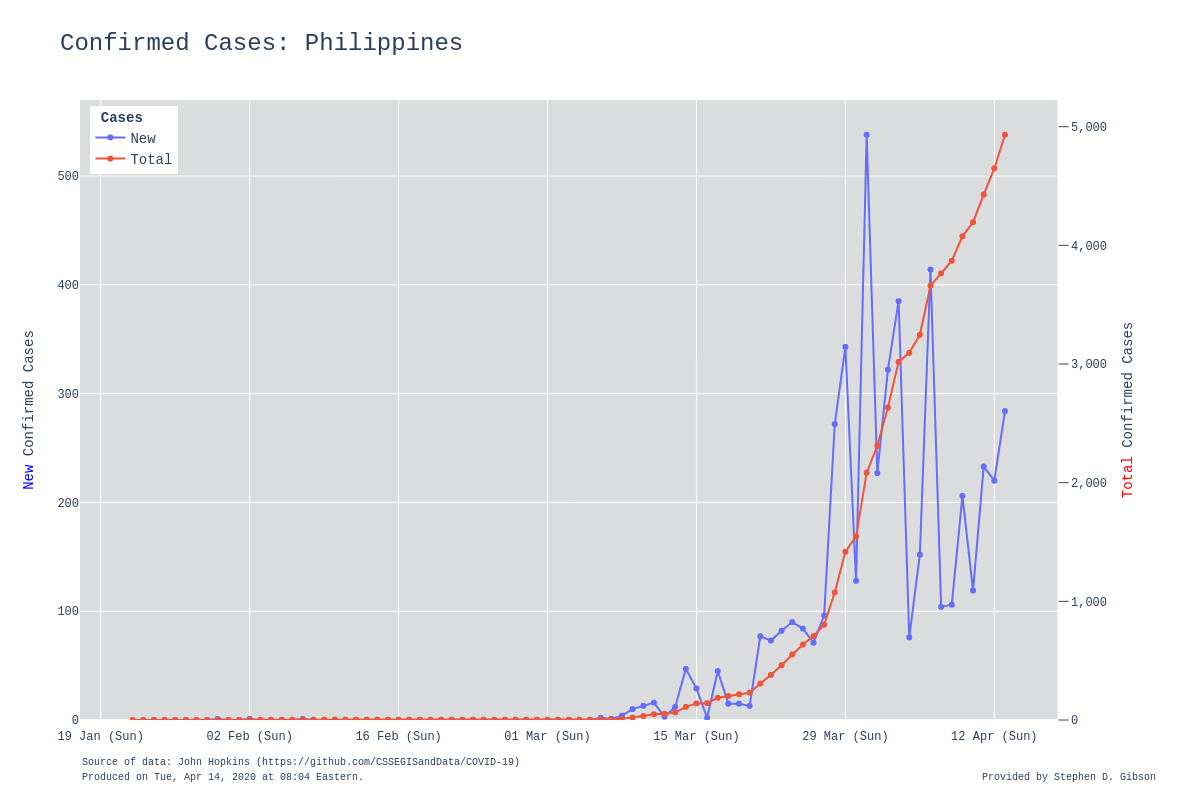 Confirmed Cases: Philippines
Cases
New
Total
500
400
300
200
100
0
5,000
4,000
3,000
2,000
1,000
0
New Confirmed Cases
Total Confirmed Cases
19 Jan (Sun) 02 Feb (Sun) 16 Feb (Sun) 01 Mar (Sun) 15 Mar (Sun) 29 Mar (Sun) 12 Apr (Sun)
Source of data: John Hopkins (https://github.com/CSSEGISandData/COVID-19)
Produced on Tue, Apr 14, 2020 at 08:04 Eastern.
Provided by Stephen D. Gibson